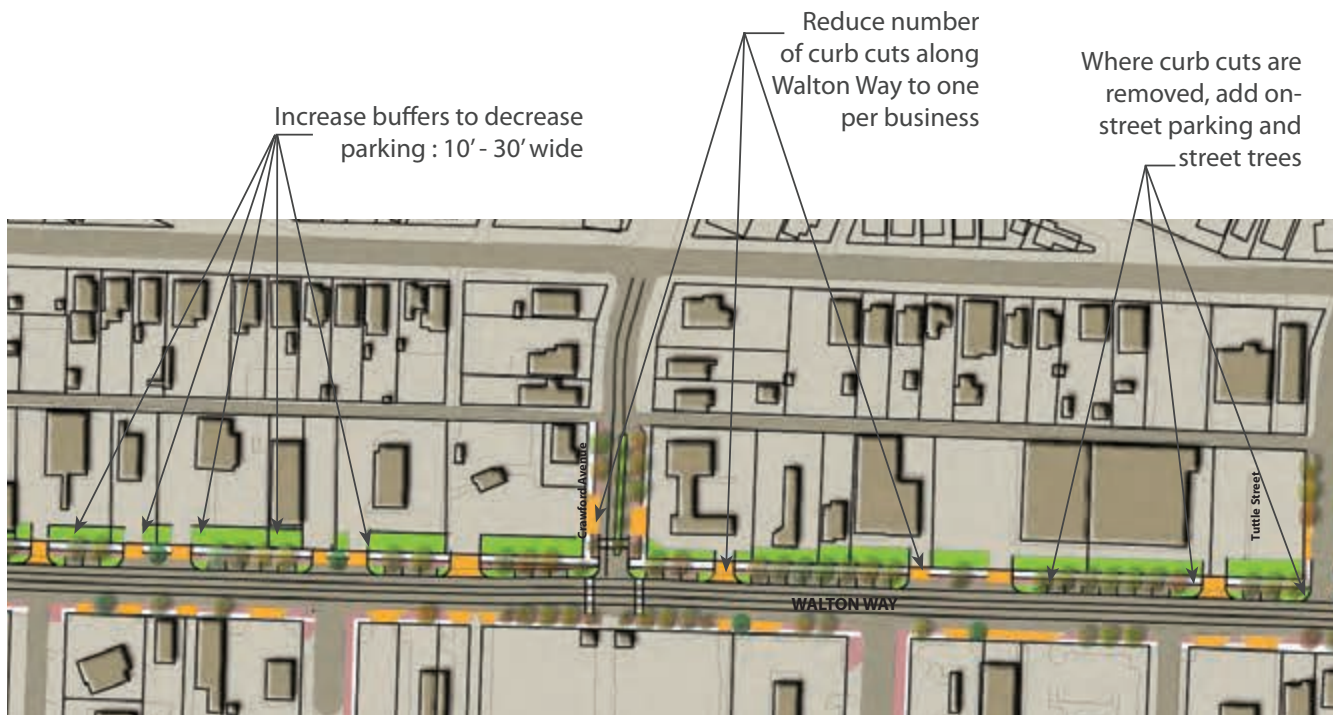 Reduce number
of curb cuts along
Walton Way to one
per business
Where curb cuts are
removed, add on-
street parking and
street trees
Increase buffers to decrease
parking : 10' - 30' wide
Crawford Avenue
Tuttle Street
WALTON WAY